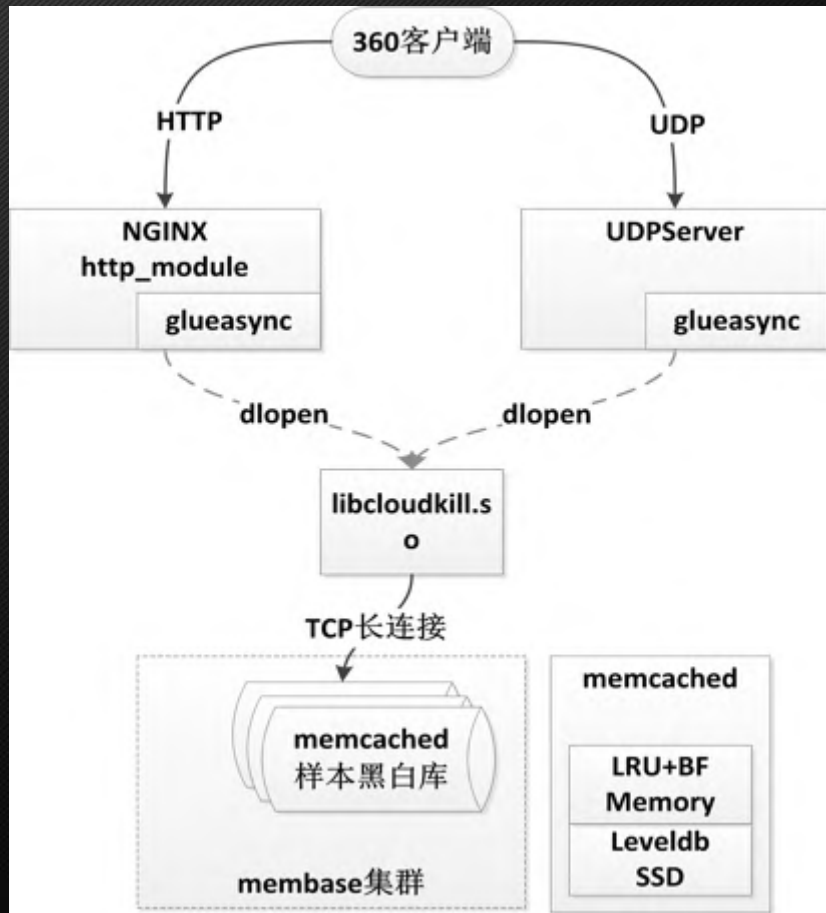 360客户端
HTTP
UDP
NGINX
http_module
glueasync
UDPServer
glueasync
dlopen
dlopen
libcloudkill.s
o
TCP长连接
memcached
样本黑白库
membase集群
memcached
LRU+BF
Memory
Leveldb
SSD